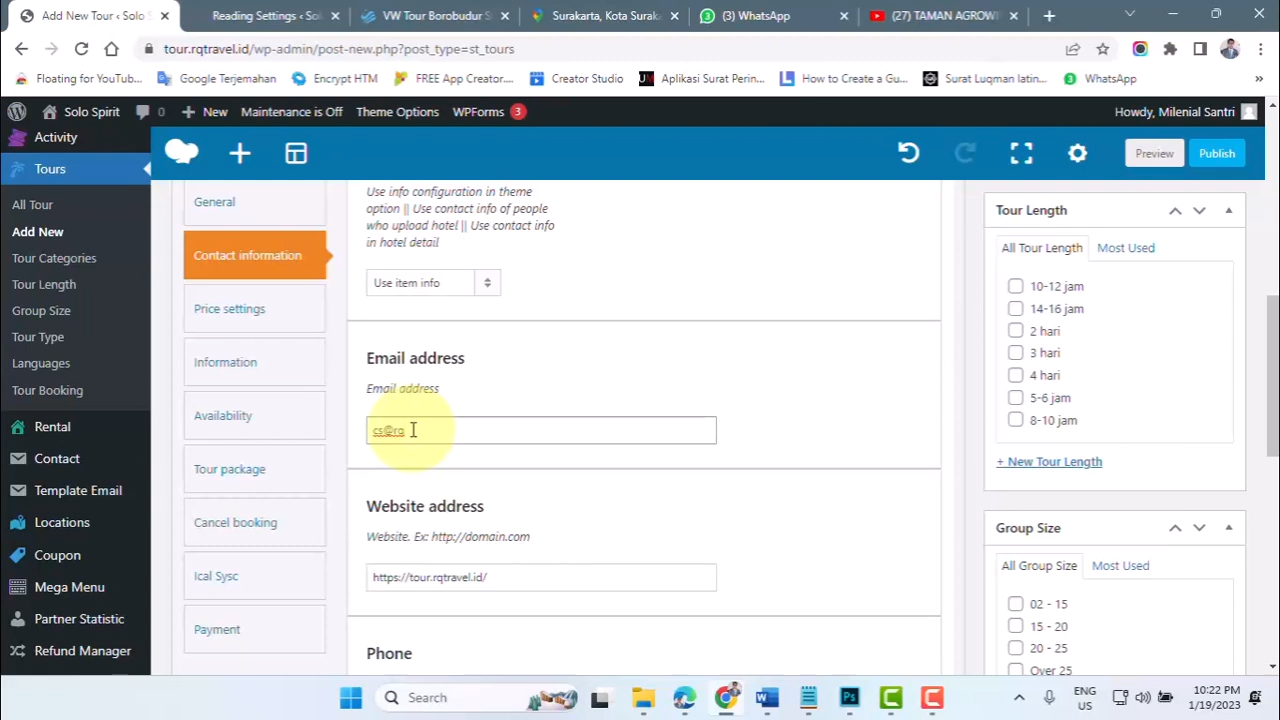 Add New Tour ‹ Solo S
Reading Settings ‹ Sol
VW Tour Borobudur S
Surakarta, Kota Suraka
(3) WhatsApp
(27) TAMAN AGROW
tour.rqtravel.id/wp-admin/post-new.php?post_type=st_tours
Floating for YouTub...
Google Terjemahan
Encrypt HTM
FREE App Creator....
Creator Studio
Aplikasi Surat Perin...
How to Create a Gu...
Surat Luqman latin...
WhatsApp
Solo Spirit
0
New
Maintenance is Off
Theme Options
WPForms 3
Howdy, Milenial Santri
Activity
Tours
All Tour
Add New
Tour Categories
Tour Length
Group Size
Tour Type
Languages
Tour Booking
Rental
Contact
Template Email
Locations
Coupon
Mega Menu
Partner Statistic
Refund Manager
Preview
Publish
General
Contact information
Price settings
Information
Availability
Tour package
Cancel booking
Ical Sysc
Payment
Use info configuration in theme
option || Use contact info of people
who upload hotel || Use contact info
in hotel detail
Use item info
Email address
Email address
cs@rq
Website address
Website. Ex: http://domain.com
https://tour.rqtravel.id/
Phone
Tour Length
All Tour Length
Most Used
10-12 jam
14-16 jam
2 hari
3 hari
4 hari
5-6 jam
8-10 jam
+ New Tour Length
Group Size
All Group Size
Most Used
02 - 15
15 - 20
20 - 25
Over 25
Search
ENG
US
10:22 PM
1/19/2023